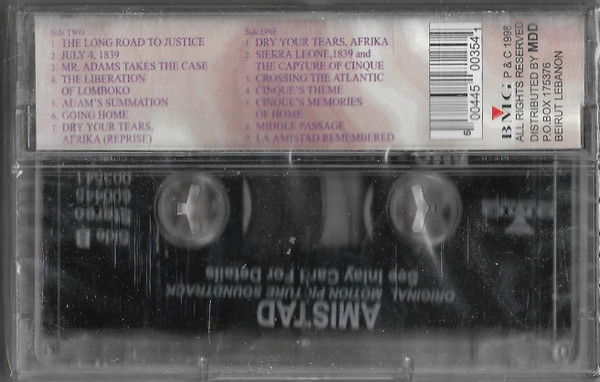 SIDE TWO
1. THE LONG ROAD TO JUSTICE
2. JULY 4, 1839
3. MR. ADAMS TAKES THE CASE
4. THE LIBERATION
OF LOMBOKO
5. ADAM'S SUMMATION
6. GOING HOME
7. DRY YOUR TEARS,
AFRIKA (REPRISE)
SIDE ONE
1. DRY YOUR TEARS, AFRIKA
2. SIERRA LEONE,1839 and
THE CAPTURE OF CINQUE
3. CROSSING THE ATLANTIC
4. CINQUE'S THEME
5. CINQUE'S MEMORIES
OF HOME
6. MIDDLE PASSAGE
7. LA AMISTAD REMEMBERED
6 00445 00354 1
BMG P & C 1998
ALL RIGHTS RESERVED
DISTRIBUTED BY MDD
P.O.BOX 175376
BEIRUT LEBANON
AMISTAD
ORIGINAL MOTION PICTURE SOUNDTRACK
See Inlay Card For Details
Side B
Stereo
600445
003541